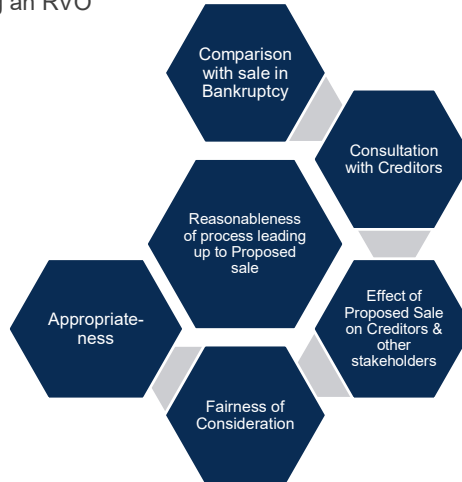 g an RVO
Comparison
with sale in
Bankruptcy
Consultation
with Creditors
Reasonableness
of process leading
up to Proposed
sale
Effect of
Proposed Sale
on Creditors &
other
stakeholders
Appropriate-
ness
Fairness of
Consideration